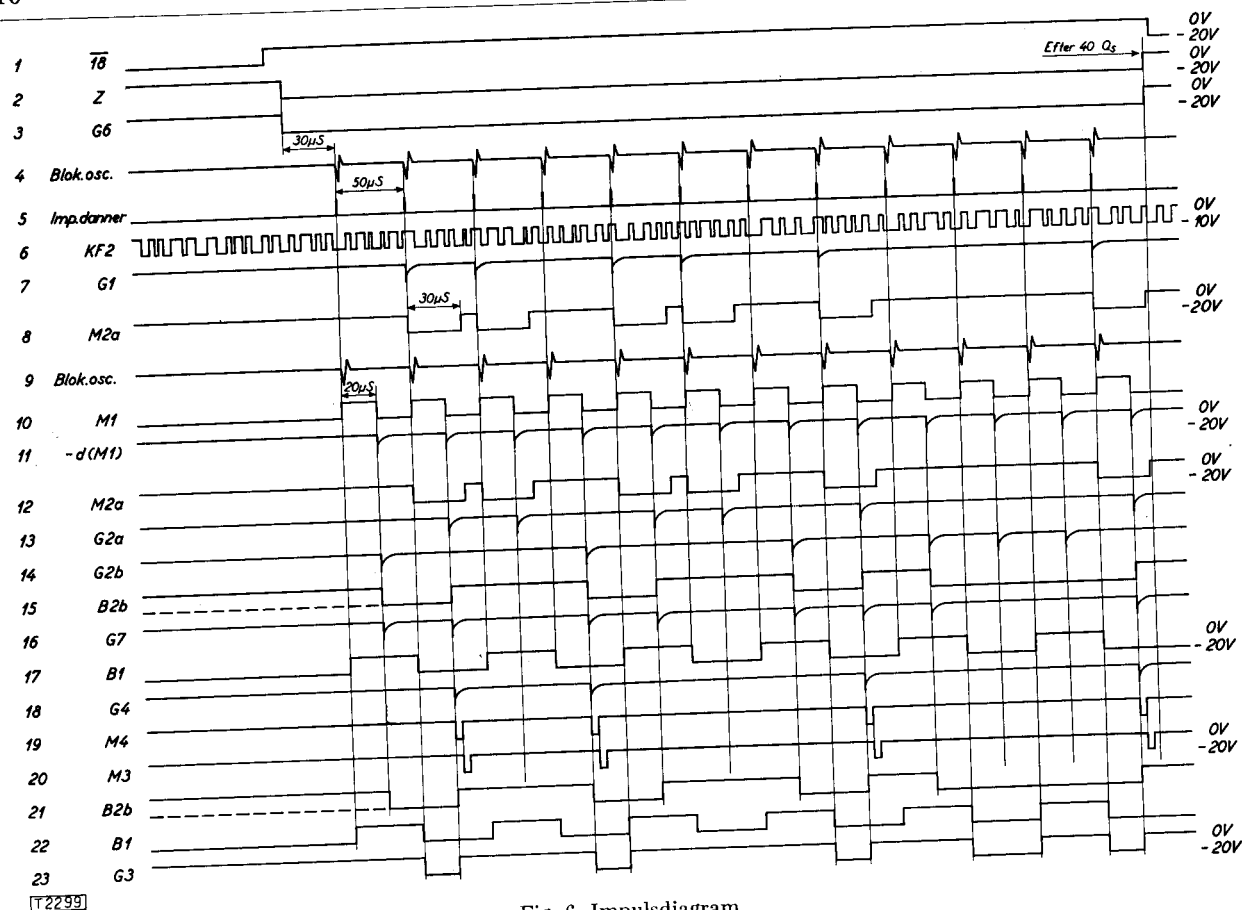 0V
-20V
1 18 Efter 40 Qs 0V
-20V
2 Z 0V
-20V
3 G6
30µS
4 Blok.osc.
50µS
5 Imp.danner 0V
-10V
6 KF2
7 G1
30µS 0V
-20V
8 M2a
9 Blok.osc.
20µS
10 M1 0V
-20V
11 -d(M1)
0V
-20V
12 M2a
13 G2a
14 G2b
15 B2b
16 G7 0V
-20V
17 B1
18 G4
19 M4 0V
-20V
20 M3
21 B2b
22 B1 0V
-20V
23 G3
T2299
Fig. 6. Impulsdiagram